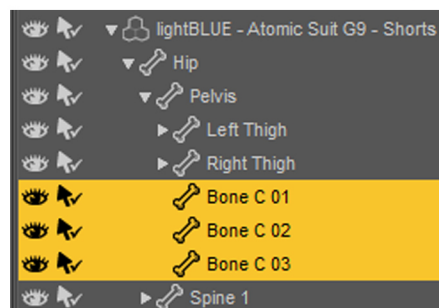 lightBLUE - Atomic Suit G9 - Shorts
Hip
Pelvis
Left Thigh
Right Thigh
Bone C 01
Bone C 02
Bone C 03
Spine 1